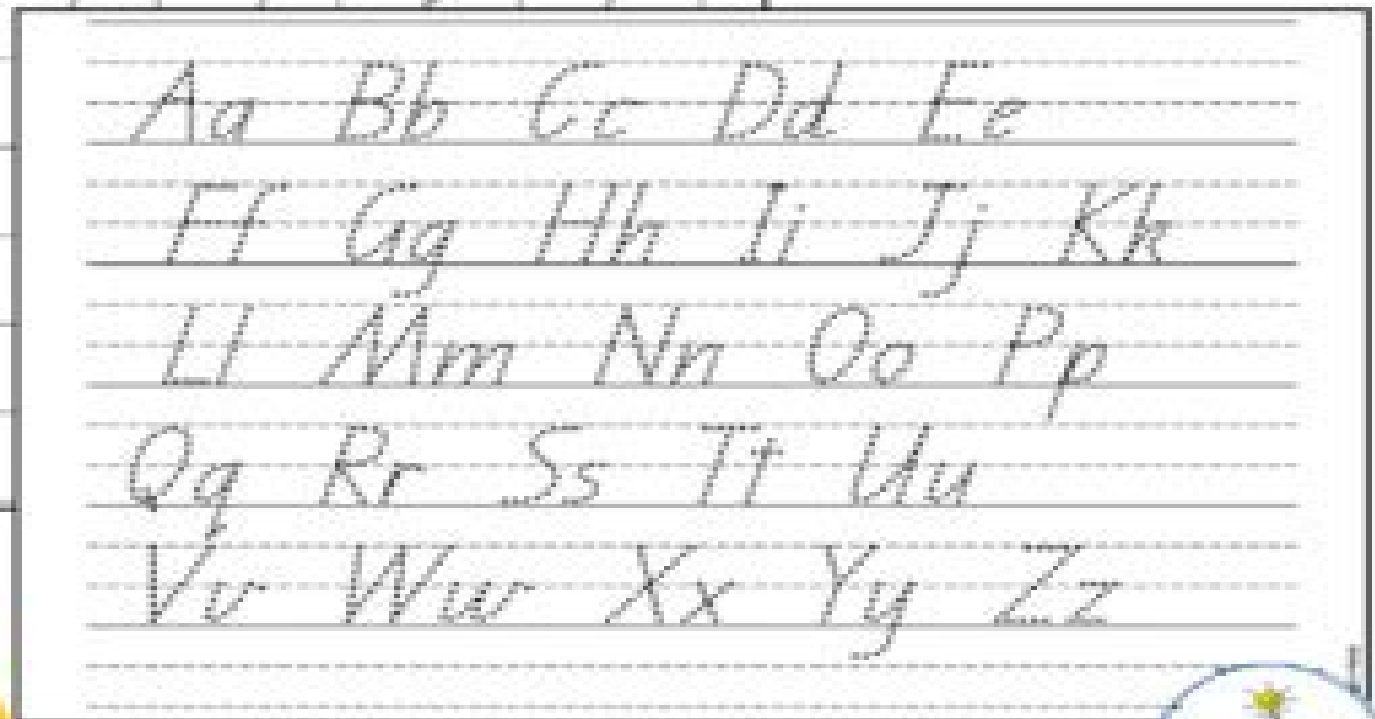 Aa Bb Cc Dd Ee
Ff Gg Hh Ii Jj Kk
Ll Mm Nn Oo Pp
Qq Rr Ss Tt Uu
Vv Ww Xx Yy Zz